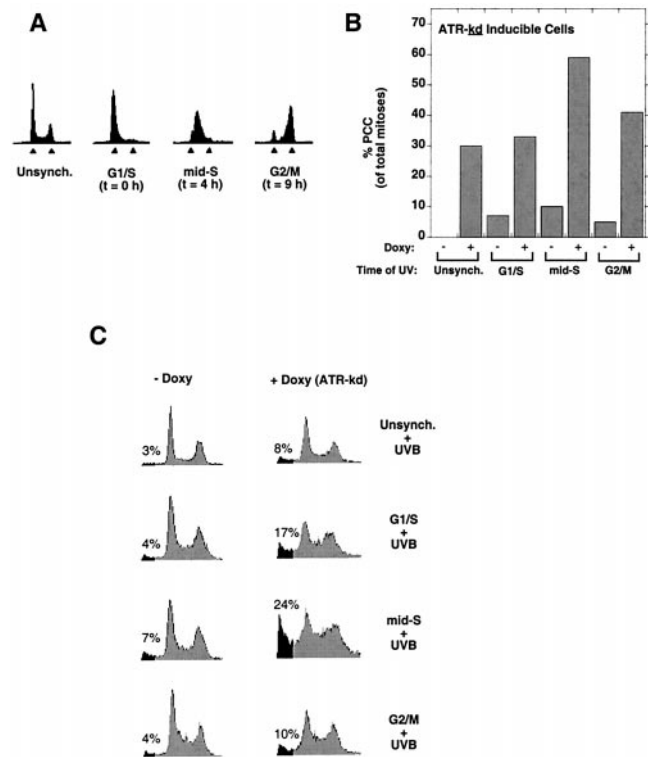 A
Unsynch.
G1/S
(t = 0 h)
mid-S
(t = 4 h)
G2/M
(t = 9 h)
B
ATR-kd Inducible Cells
% PCC
(of total mitoses)
70
60
50
40
30
20
10
0
Doxy: - + - + - + - +
Time of UV: Unsynch. G1/S mid-S G2/M
C
- Doxy
+ Doxy (ATR-kd)
3%
8%
Unsynch.
+
UVB
4%
17%
G1/S
+
UVB
7%
24%
mid-S
+
UVB
4%
10%
G2/M
+
UVB